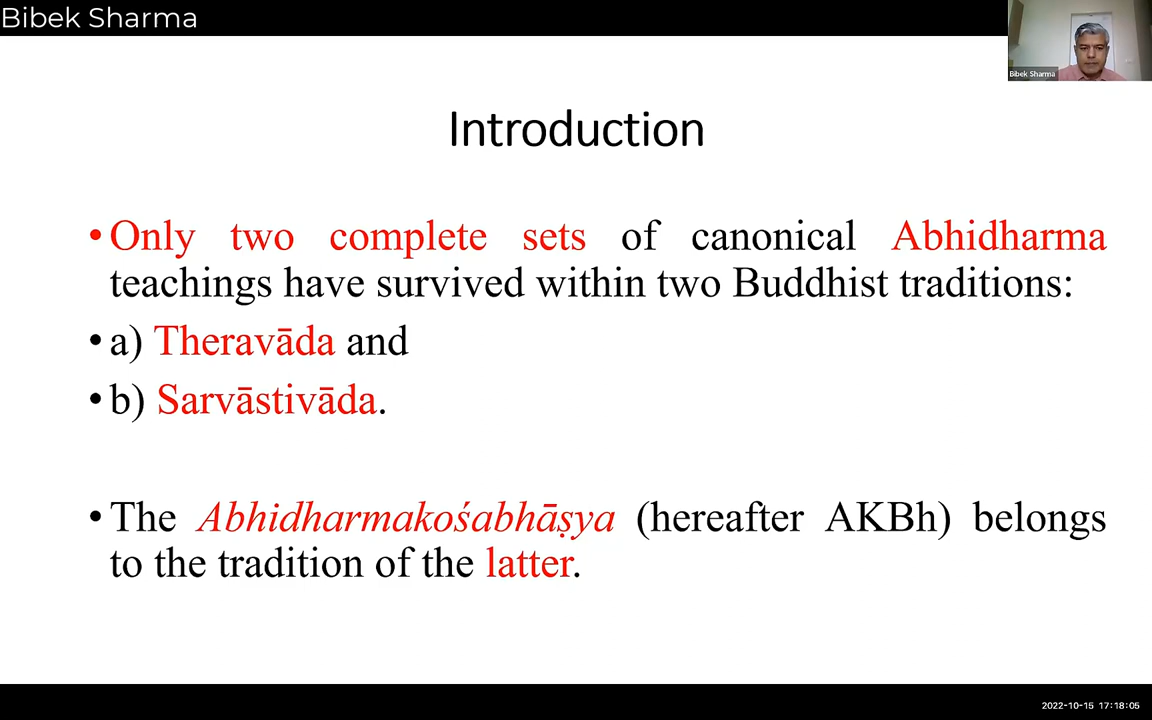 Bibek Sharma
Bibek Sharma
Introduction
•Only two complete sets of canonical Abhidharma
teachings have survived within two Buddhist traditions:
•a) Theravāda and
•b) Sarvāstivāda.
•The Abhidharmakośabhāṣya (hereafter AKBh) belongs
to the tradition of the latter.
2022-10-15 17:18:05